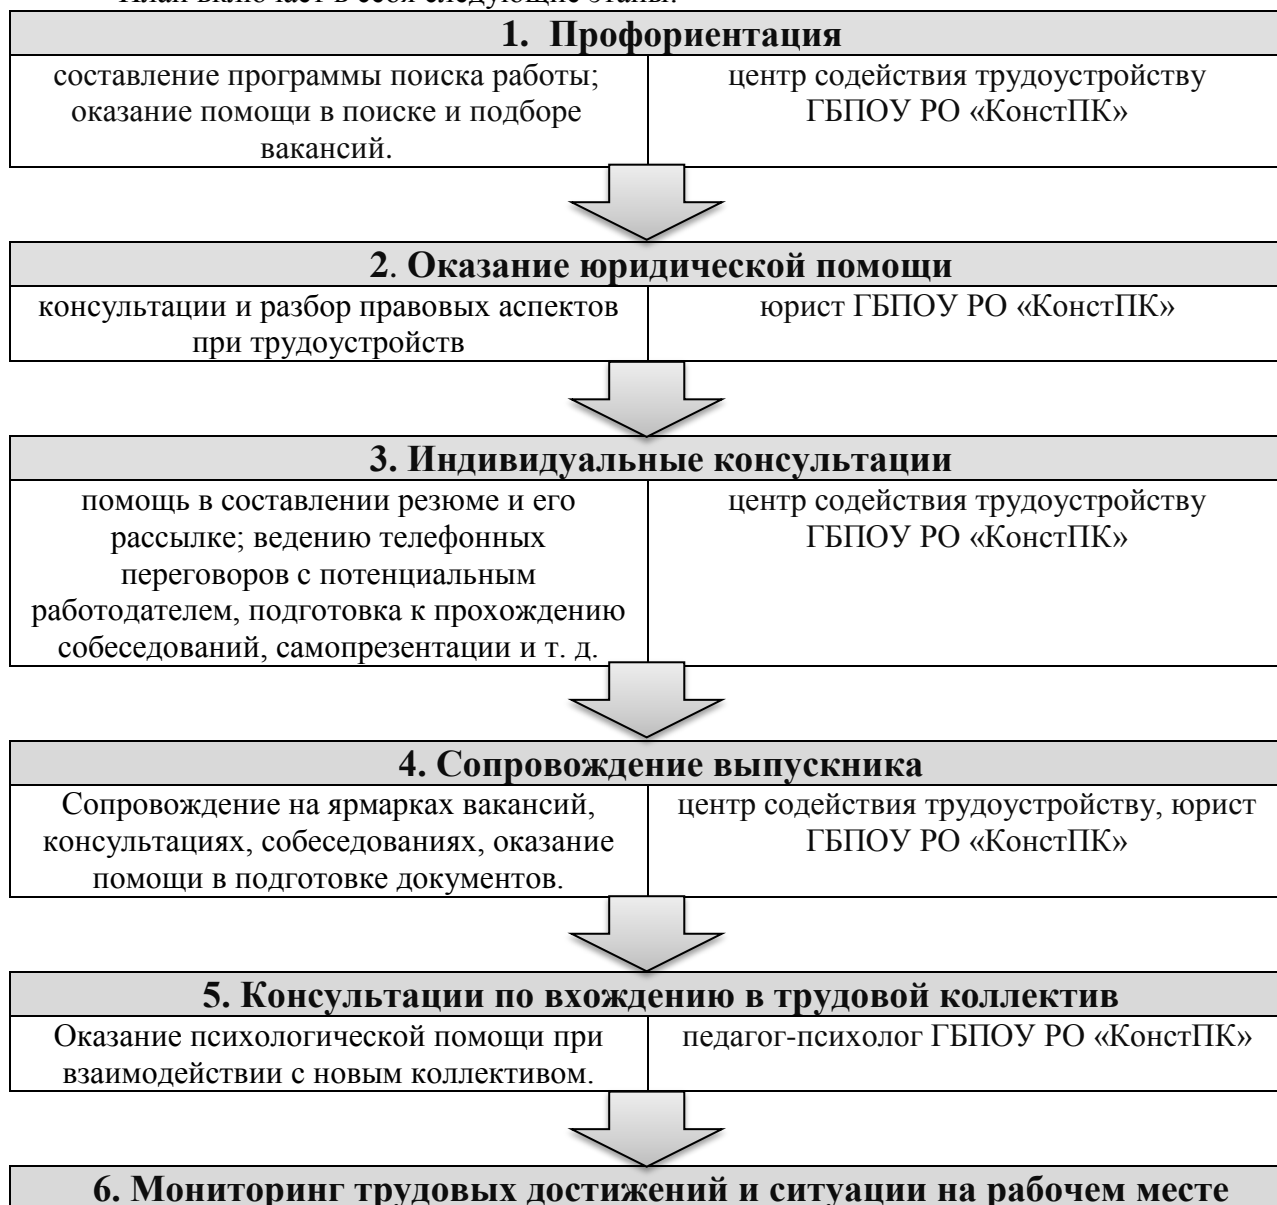 План включает в себя следующие этапы:
1. Профориентация
составление программы поиска работы;
оказание помощи в поиске и подборе
вакансий.
центр содействия трудоустройству
ГБПОУ РО «КонстПК»
2. Оказание юридической помощи
консультации и разбор правовых аспектов
при трудоустройств
юрист ГБПОУ РО «КонстПК»
3. Индивидуальные консультации
помощь в составлении резюме и его
рассылке; ведению телефонных
переговоров с потенциальным
работодателем, подготовка к прохождению
собеседований, самопрезентации и т. д.
центр содействия трудоустройству
ГБПОУ РО «КонстПК»
4. Сопровождение выпускника
Сопровождение на ярмарках вакансий,
консультациях, собеседованиях, оказание
помощи в подготовке документов.
центр содействия трудоустройству, юрист
ГБПОУ РО «КонстПК»
5. Консультации по вхождению в трудовой коллектив
Оказание психологической помощи при
взаимодействии с новым коллективом.
педагог-психолог ГБПОУ РО «КонстПК»
6. Мониторинг трудовых достижений и ситуации на рабочем месте